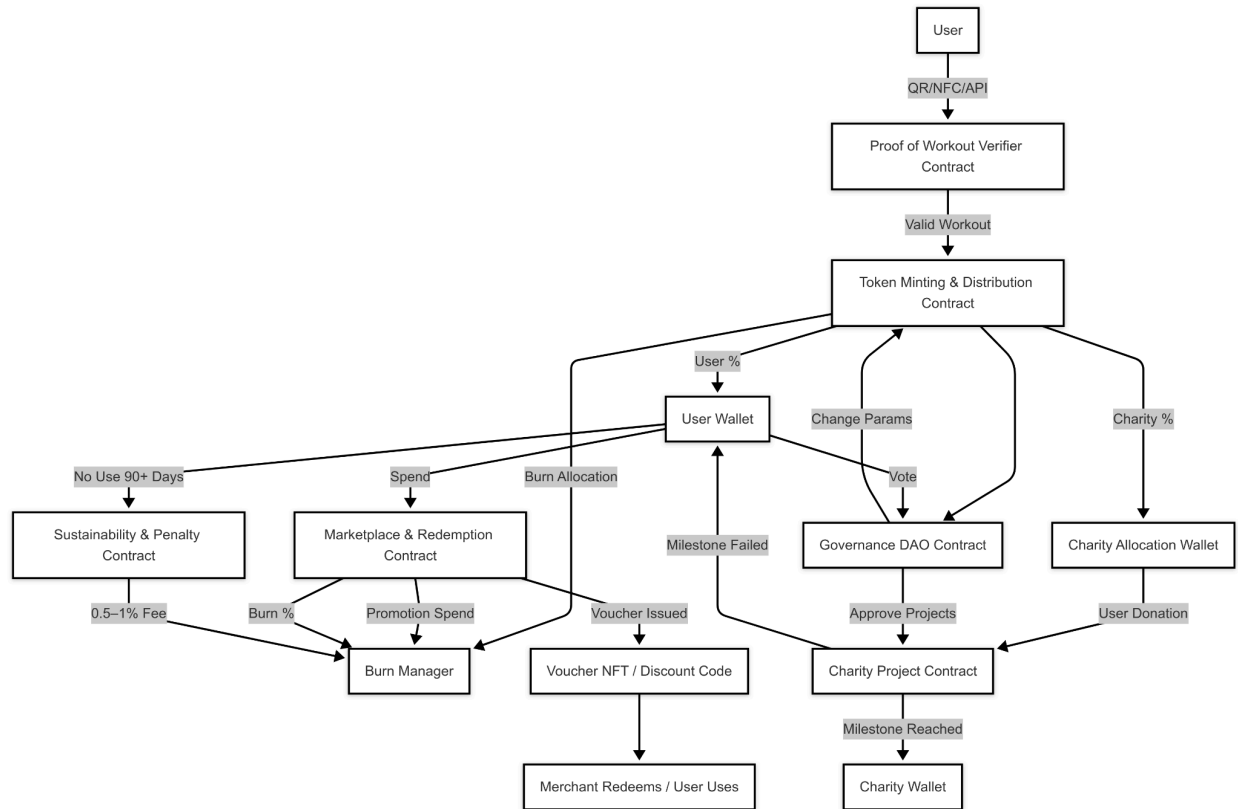 User
QR/NFC/API
Proof of Workout Verifier
Contract
Valid Workout
Token Minting & Distribution
Contract
User %
User Wallet
Change Params
Charity %
No Use 90+ Days
Spend
Burn Allocation
Vote
Sustainability & Penalty
Contract
Marketplace & Redemption
Contract
Milestone Failed
Governance DAO Contract
Charity Allocation Wallet
0.5–1% Fee
Burn %
Promotion Spend
Voucher Issued
Approve Projects
User Donation
Burn Manager
Voucher NFT / Discount Code
Charity Project Contract
Milestone Reached
Merchant Redeems / User Uses
Charity Wallet